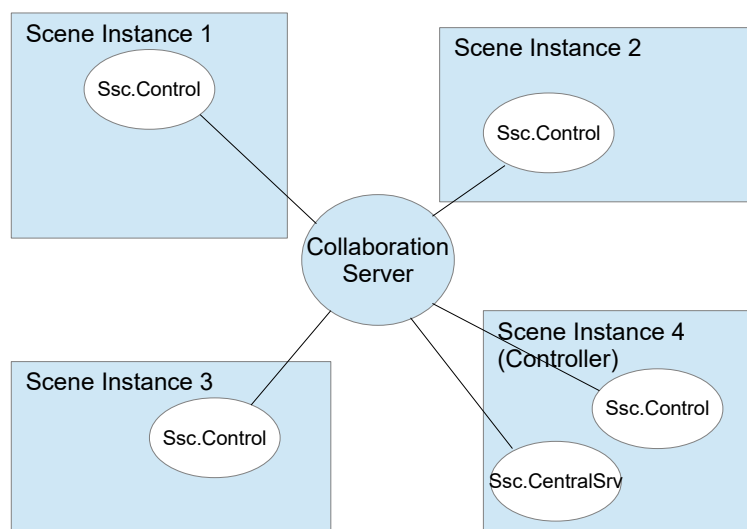 Scene Instance 1
Ssc.Control
Scene Instance 2
Ssc.Control
Collaboration
Server
Scene Instance 3
Ssc.Control
Scene Instance 4
(Controller)
Ssc.Control
Ssc.CentralSrv